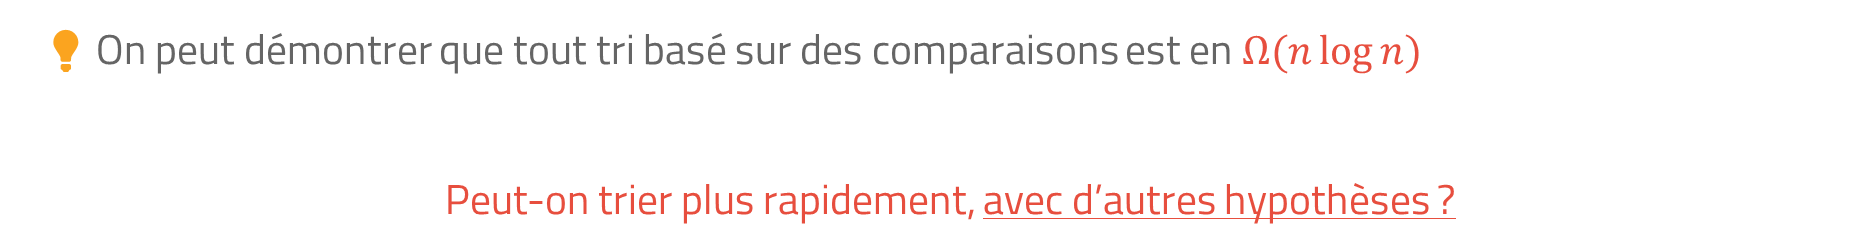 On peut démontrer que tout tri basé sur des comparaisons est en Ω(n log n)
Peut-on trier plus rapidement, avec d’autres hypothèses ?